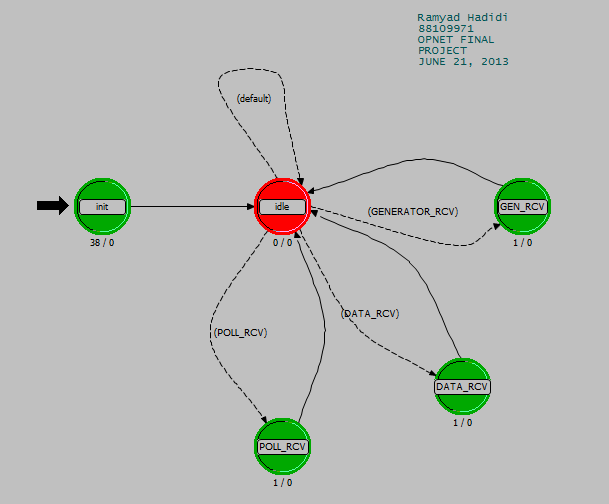 Ramyad Hadidi
88109971
OPNET FINAL
PROJECT
JUNE 21, 2013
(default)
init
idle
GEN_RCV
(GENERATOR_RCV)
38 / 0
0 / 0
1 / 0
(DATA_RCV)
(POLL_RCV)
DATA_RCV
1 / 0
POLL_RCV
1 / 0